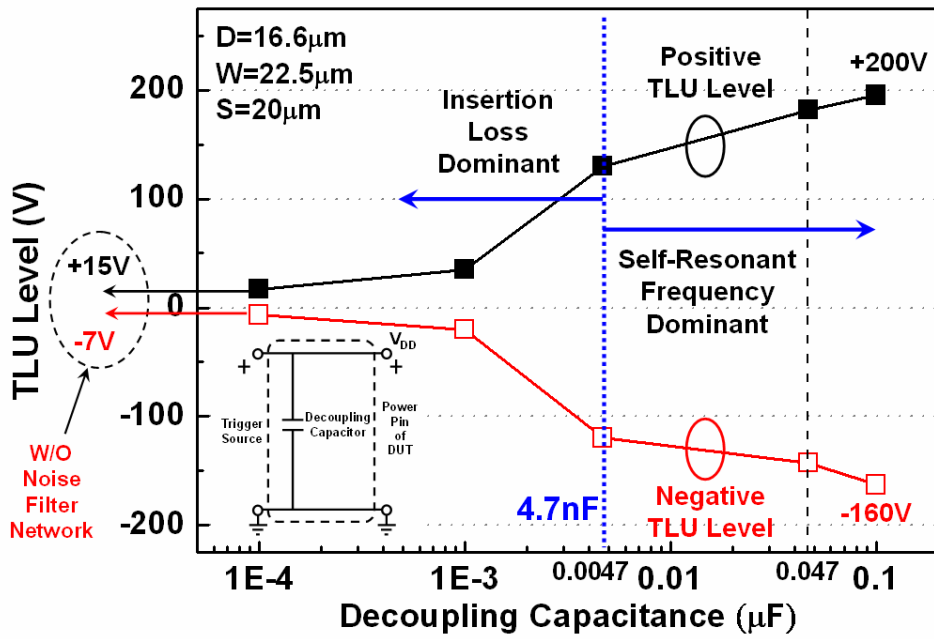 D=16.6μm
W=22.5μm
S=20μm
Insertion
Loss
Dominant
Positive
TLU Level
+200V
200
100
0
-100
-200
TLU Level (V)
+15V
-7V
W/O
Noise
Filter
Network
Self-Resonant
Frequency
Dominant
VDD
+
+
Trigger
Source
Decoupling
Capacitor
Power
Pin
of
DUT
4.7nF
Negative
TLU Level
-160V
1E-4
1E-3
0.0047
0.01
0.047
0.1
Decoupling Capacitance (μF)